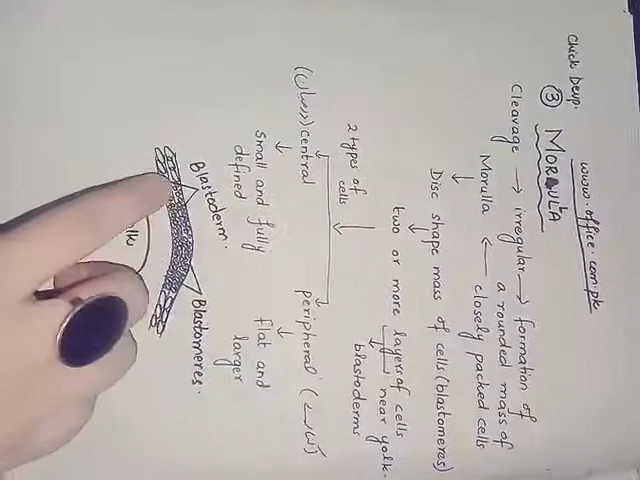 www.office.com.pk
Chick Devp.
③ MORULA
Cleavage → irregular → formation of
a rounded mass of
Morulla ← closely packed cells
Disc shape mass of cells (blastomeres)
two or more layers of cells
near yolk.
blastoderms
2 types of
cells
central
peripheral
small and fully
defined
flat and
larger
Blastoderm.
Blastomeres.